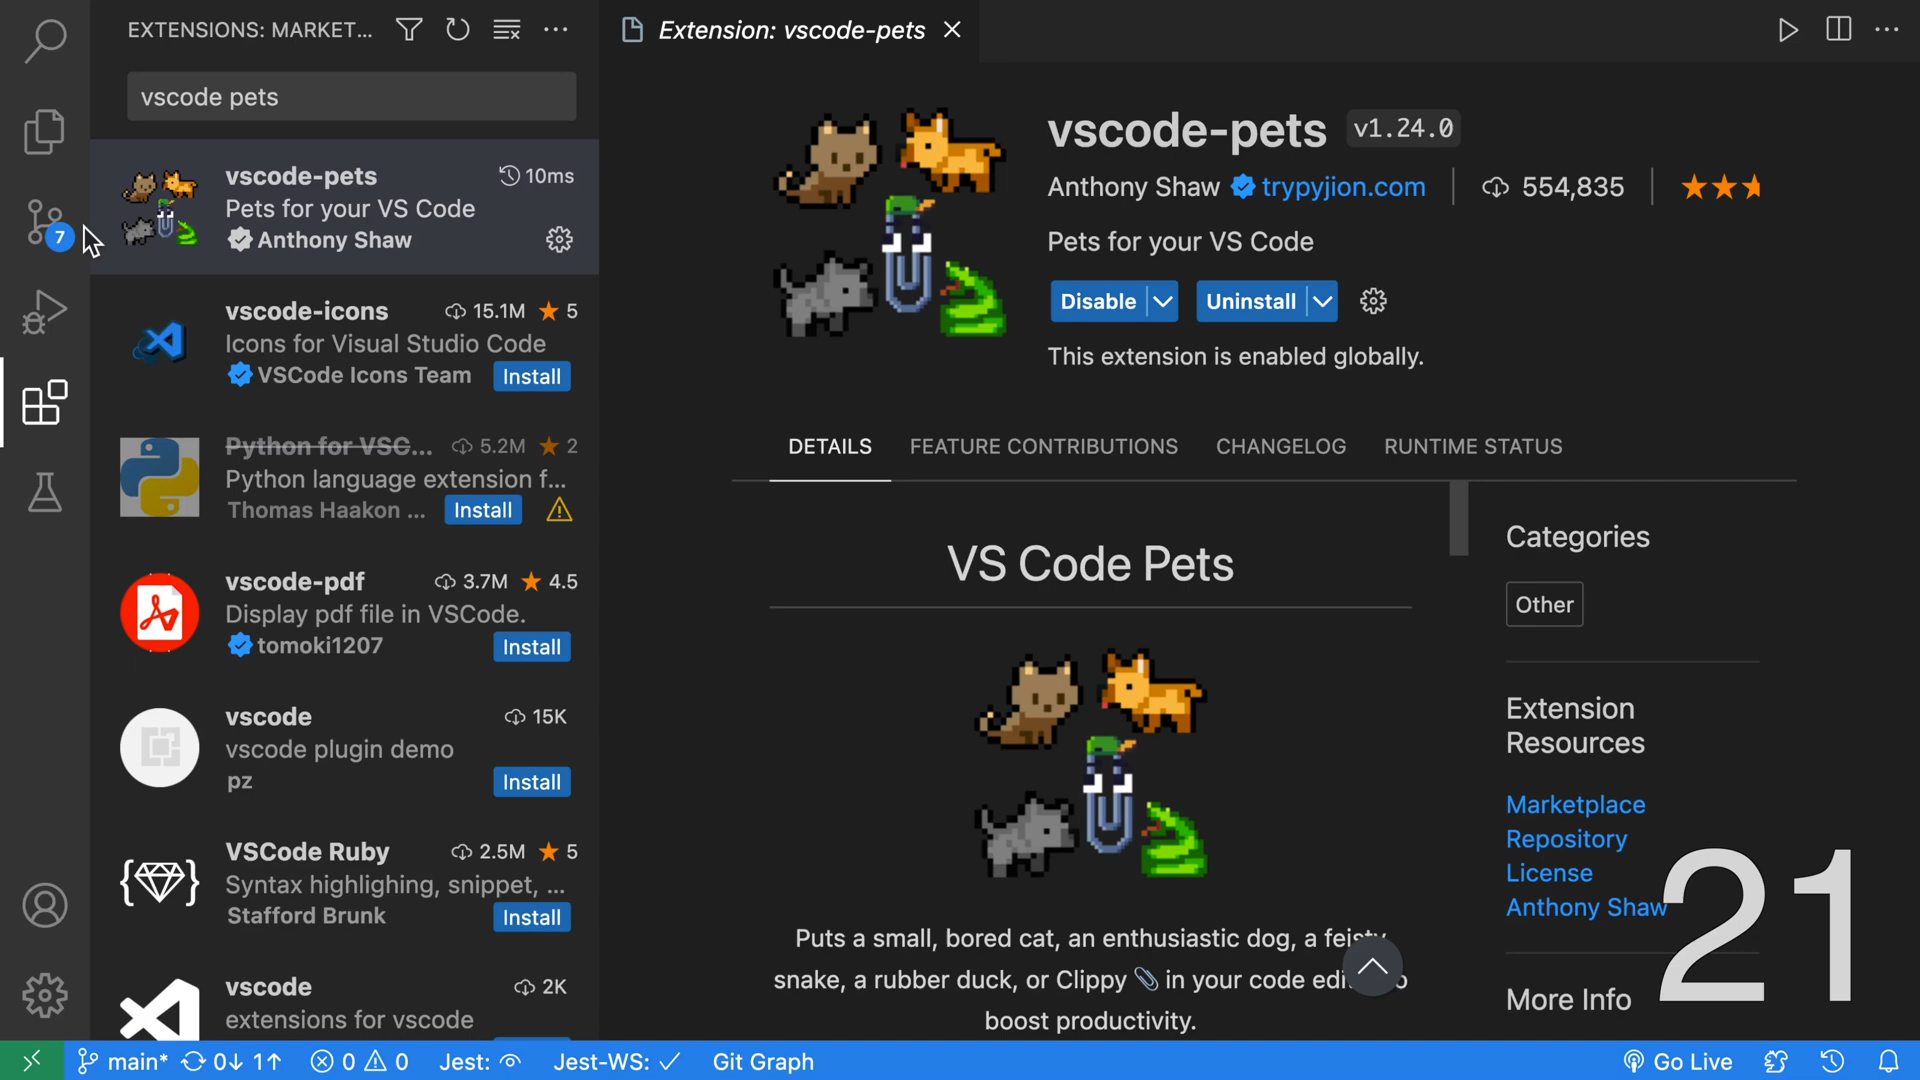 EXTENSIONS: MARKET...
vscode pets
vscode-pets
10ms
Pets for your VS Code
Anthony Shaw
vscode-icons
15.1M
5
Icons for Visual Studio Code
VSCode Icons Team
Install
Python for VSC...
5.2M
2
Python language extension f...
Thomas Haakon ...
Install
vscode-pdf
3.7M
4.5
Display pdf file in VSCode.
tomoki1207
Install
vscode
15K
vscode plugin demo
pz
Install
VSCode Ruby
2.5M
5
Syntax highlighing, snippet, ...
Stafford Brunk
Install
vscode
2K
extensions for vscode
7
Extension: vscode-pets
vscode-pets
v1.24.0
Anthony Shaw
trypyjion.com
554,835
Pets for your VS Code
Disable
Uninstall
This extension is enabled globally.
DETAILS
FEATURE CONTRIBUTIONS
CHANGELOG
RUNTIME STATUS
VS Code Pets
Puts a small, bored cat, an enthusiastic dog, a feisty
snake, a rubber duck, or Clippy 📎 in your code
boost productivity.
Categories
Other
Extension
Resources
Marketplace
Repository
License
Anthony Shaw
More Info
21
main*
0↓ 1↑
0
0
Jest:
Jest-WS: ✓
Git Graph
Go Live